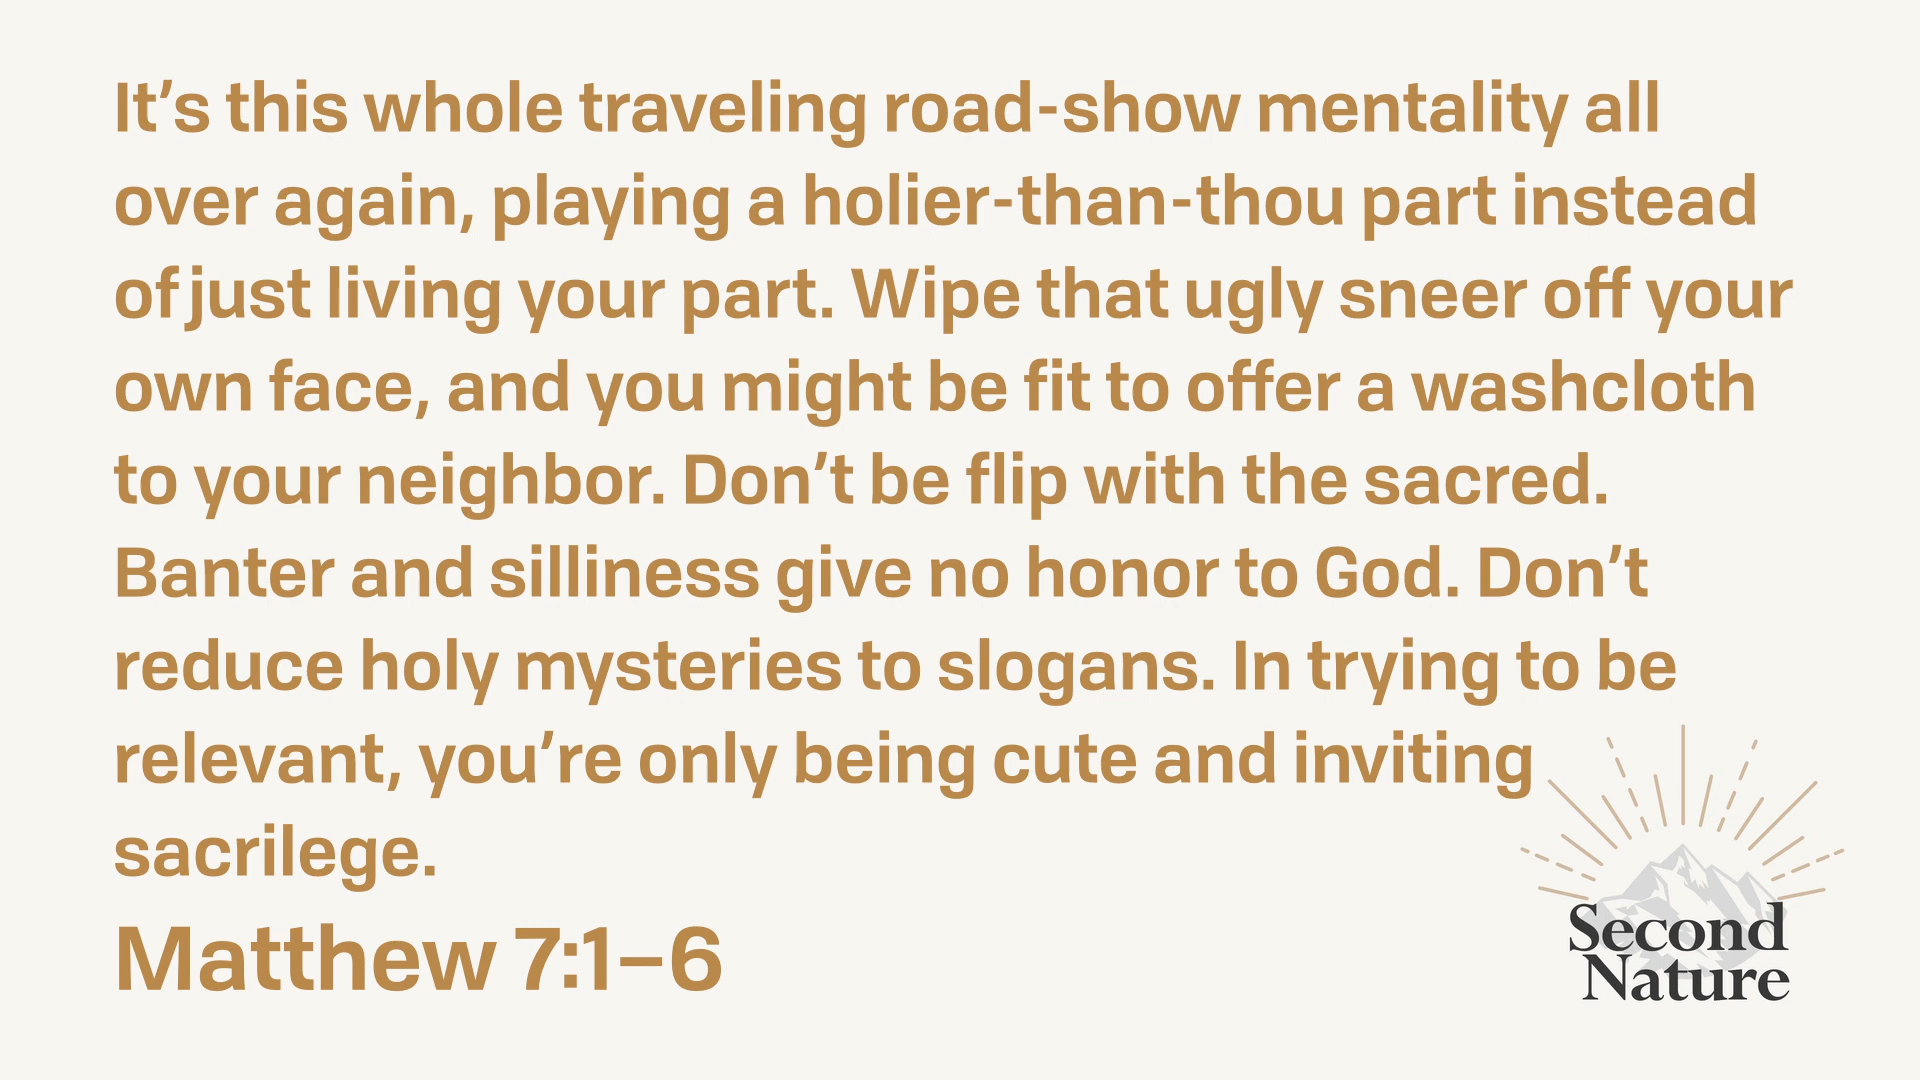 It’s this whole traveling road-show mentality all
over again, playing a holier-than-thou part instead
of just living your part. Wipe that ugly sneer off your
own face, and you might be fit to offer a washcloth
to your neighbor. Don’t be flip with the sacred.
Banter and silliness give no honor to God. Don’t
reduce holy mysteries to slogans. In trying to be
relevant, you’re only being cute and inviting
sacrilege.
Matthew 7:1–6
Second
Nature